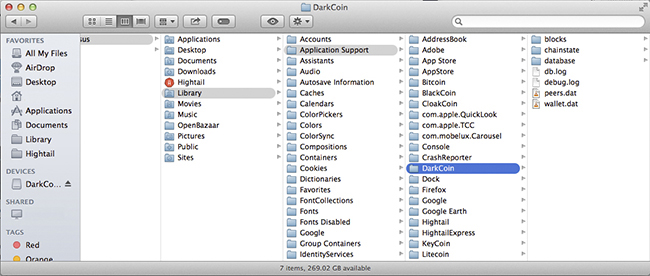 DarkCoin
FAVORITES
All My Files
AirDrop
Desktop
Applications
Documents
Library
Hightail
DEVICES
DarkCo...
SHARED
TAGS
Red
Orange
sus
Applications
Desktop
Documents
Downloads
Hightail
Library
Movies
Music
OpenBazaar
Pictures
Public
Sites
Accounts
Application Support
Assistants
Audio
Autosave Information
Caches
Calendars
ColorPickers
Colors
ColorSync
Compositions
Containers
Cookies
Dictionaries
Favorites
FontCollections
Fonts
Fonts Disabled
Google
Group Containers
IdentityServices
AddressBook
Adobe
App Store
AppStore
Bitcoin
BlackCoin
CloakCoin
com.apple.QuickLook
com.apple.TCC
com.mobelux.Carousel
Console
CrashReporter
DarkCoin
Dock
Firefox
Google
Google Earth
Hightail
HightailExpress
KeyCoin
Litecoin
blocks
chainstate
database
db.log
debug.log
peers.dat
wallet.dat
7 items, 269.02 GB available